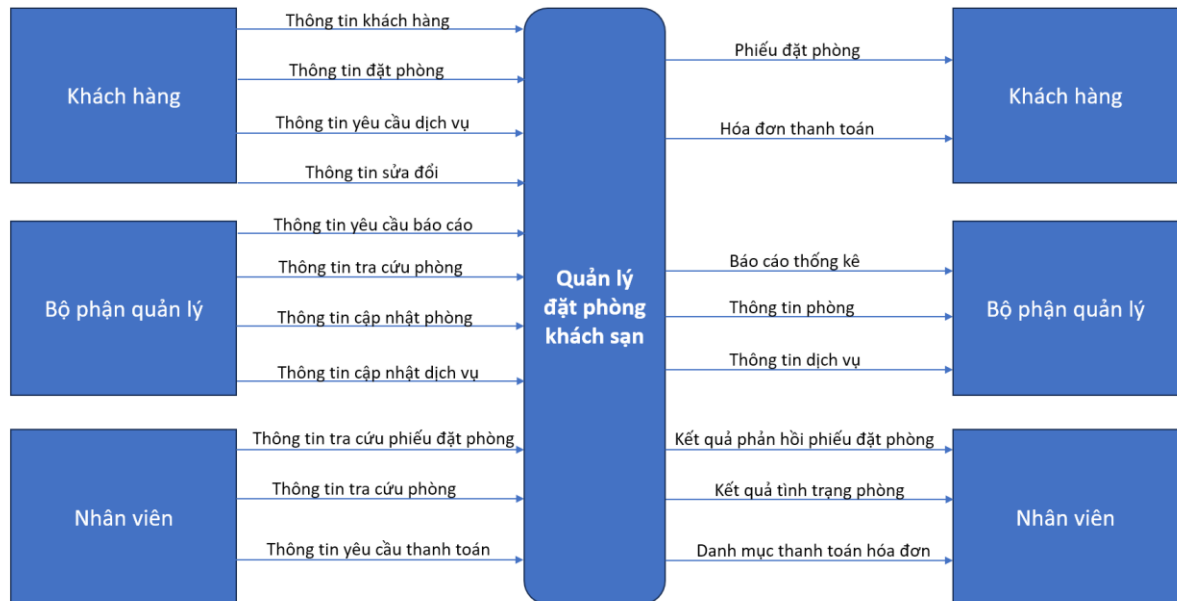 Thông tin khách hàng
Thông tin đặt phòng
Khách hàng
Thông tin yêu cầu dịch vụ
Thông tin sửa đổi
Phiếu đặt phòng
Khách hàng
Hóa đơn thanh toán
Thông tin yêu cầu báo cáo
Thông tin tra cứu phòng
Bộ phận quản lý
Thông tin cập nhật phòng
Thông tin cập nhật dịch vụ
Quản lý
đặt phòng
khách sạn
Báo cáo thống kê
Thông tin phòng
Bộ phận quản lý
Thông tin dịch vụ
Thông tin tra cứu phiếu đặt phòng
Thông tin tra cứu phòng
Nhân viên
Thông tin yêu cầu thanh toán
Kết quả phản hồi phiếu đặt phòng
Kết quả tình trạng phòng
Nhân viên
Danh mục thanh toán hóa đơn